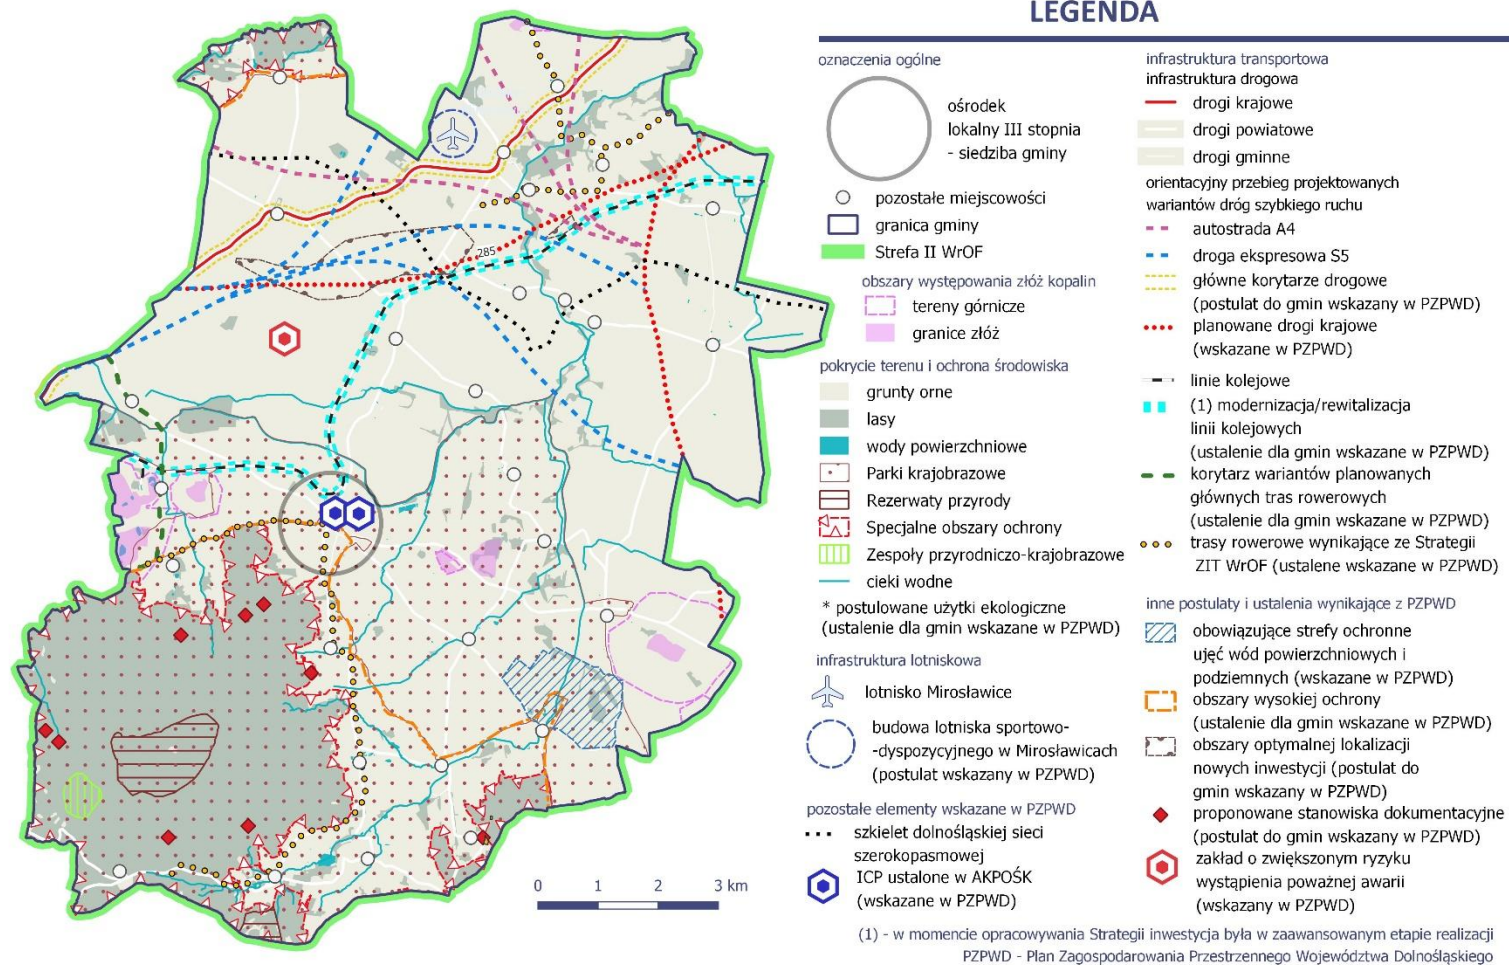 LEGENDA
oznaczenia ogólne
ośrodek
lokalny III stopnia
- siedziba gminy
pozostałe miejscowości
granica gminy
Strefa II WrOF
obszary występowania złóż kopalin
tereny górnicze
granice złóż
pokrycie terenu i ochrona środowiska
grunty orne
lasy
wody powierzchniowe
Parki krajobrazowe
Rezerwaty przyrody
Specjalne obszary ochrony
Zespoły przyrodniczo-krajobrazowe
cieki wodne
* postulowane użytki ekologiczne
(ustalenie dla gmin wskazane w PZPWD)
infrastruktura lotniskowa
lotnisko Mirosławice
budowa lotniska sportowo-
-dyspozycyjnego w Mirosławicach
(postulat wskazany w PZPWD)
pozostałe elementy wskazane w PZPWD
szkielet dolnośląskiej sieci
szerokopasmowej
ICP ustalone w AKPOŚK
(wskazane w PZPWD)
infrastruktura transportowa
infrastruktura drogowa
drogi krajowe
drogi powiatowe
drogi gminne
orientacyjny przebieg projektowanych
wariantów dróg szybkiego ruchu
autostrada A4
droga ekspresowa S5
główne korytarze drogowe
(postulat do gmin wskazany w PZPWD)
planowane drogi krajowe
(wskazane w PZPWD)
linie kolejowe
(1) modernizacja/rewitalizacja
linii kolejowych
(ustalenie dla gmin wskazane w PZPWD)
korytarz wariantów planowanych
głównych tras rowerowych
(ustalenie dla gmin wskazane w PZPWD)
trasy rowerowe wynikające ze Strategii
ZIT WrOF (ustalene wskazane w PZPWD)
inne postulaty i ustalenia wynikające z PZPWD
obowiązujące strefy ochronne
ujęć wód powierzchniowych i
podziemnych (wskazane w PZPWD)
obszary wysokiej ochrony
(ustalenie dla gmin wskazane w PZPWD)
obszary optymalnej lokalizacji
nowych inwestycji (postulat do
gmin wskazany w PZPWD)
proponowane stanowiska dokumentacyjne
(postulat do gmin wskazany w PZPWD)
zakład o zwiększonym ryzyku
wystąpienia poważnej awarii
(wskazany w PZPWD)
285
0 1 2 3 km
(1) - w momencie opracowywania Strategii inwestycja była w zaawansowanym etapie realizacji
PZPWD - Plan Zagospodarowania Przestrzennego Województwa Dolnośląskiego